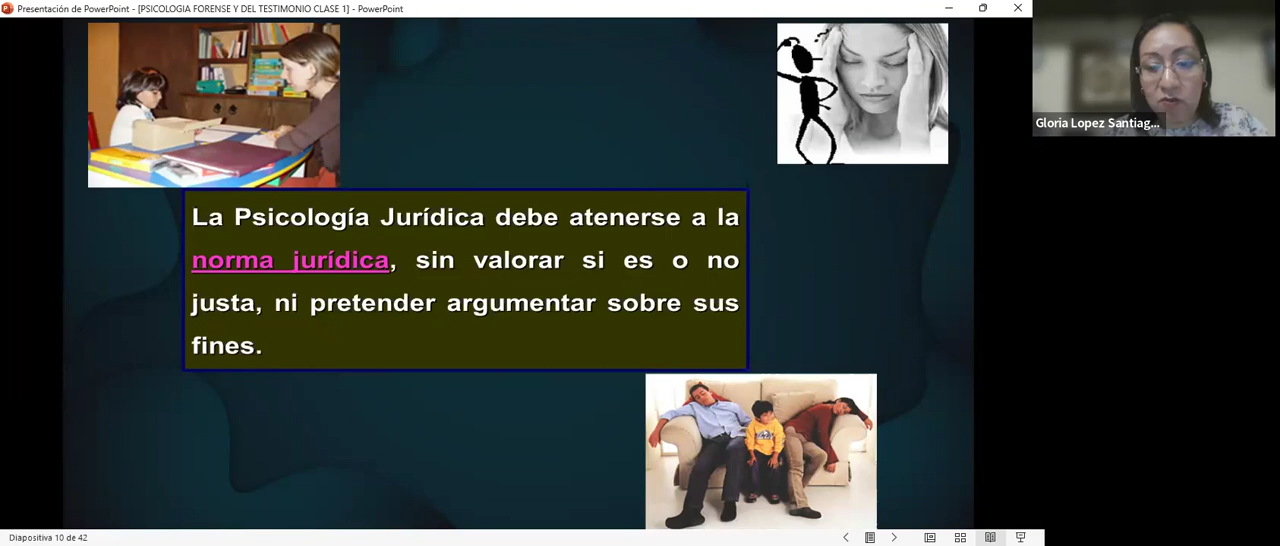 Presentación de PowerPoint - [PSICOLOGIA FORENSE Y DEL TESTIMONIO CLASE 1] - PowerPoint
Gloria Lopez Santiag...
La Psicología Jurídica debe atenerse a la
norma jurídica, sin valorar si es o no
justa, ni pretender argumentar sobre sus
fines.
Diapositiva 10 de 42